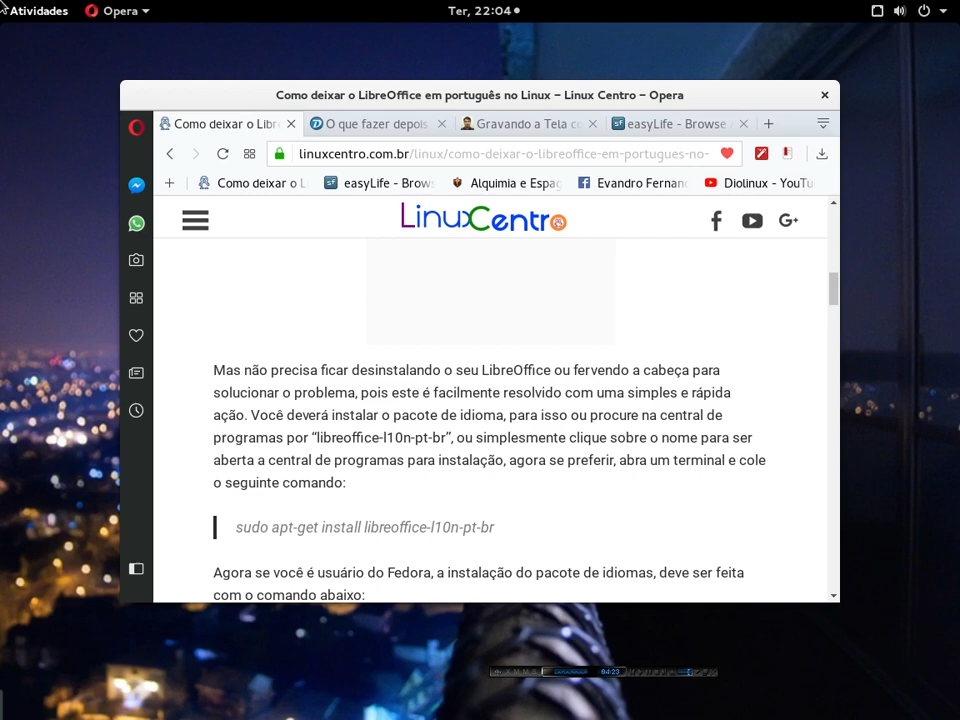 Atividades
Opera
Ter, 22:04
Como deixar o LibreOffice em português no Linux – Linux Centro – Opera
Como deixar o Libr
O que fazer depois
Gravando a Tela co
easyLife - Browse
linuxcentro.com.br/linux/como-deixar-o-libreoffice-em-portugues-no-
Como deixar o L
easyLife - Brows
Alquimia e Espag
Evandro Fernan
Diolinux - YouTu
LinuxCentro
Mas não precisa ficar desinstalando o seu LibreOffice ou fervendo a cabeça para
solucionar o problema, pois este é facilmente resolvido com uma simples e rápida
ação. Você deverá instalar o pacote de idioma, para isso ou procure na central de
programas por “libreoffice-l10n-pt-br”, ou simplesmente clique sobre o nome para ser
aberta a central de programas para instalação, agora se preferir, abra um terminal e cole
o seguinte comando:
sudo apt-get install libreoffice-l10n-pt-br
Agora se você é usuário do Fedora, a instalação do pacote de idiomas, deve ser feita
com o comando abaixo:
04:23